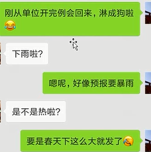 刚从单位开完例会回来，淋成狗啦
😂
下雨啦？
嗯呢，好像预报要暴雨
是不是热啦？
要是春天下这么大就发了🥳